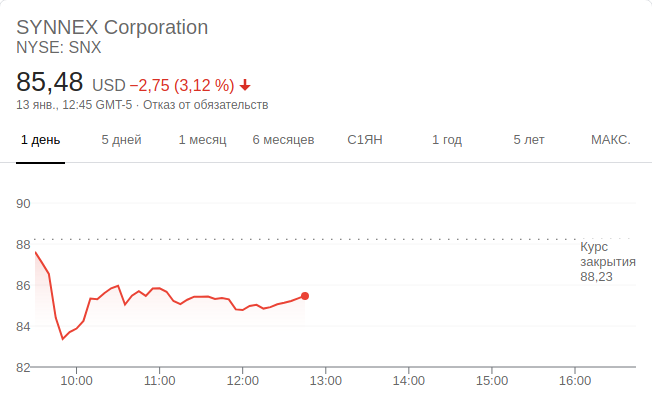 SYNNEX Corporation
NYSE: SNX
85,48 USD −2,75 (3,12 %)
13 янв., 12:45 GMT-5 · Отказ от обязательств
1 день 5 дней 1 месяц 6 месяцев С1ЯН 1 год 5 лет МАКС.
90
88
Курс
закрытия
88,23
86
84
82
10:00 11:00 12:00 13:00 14:00 15:00 16:00